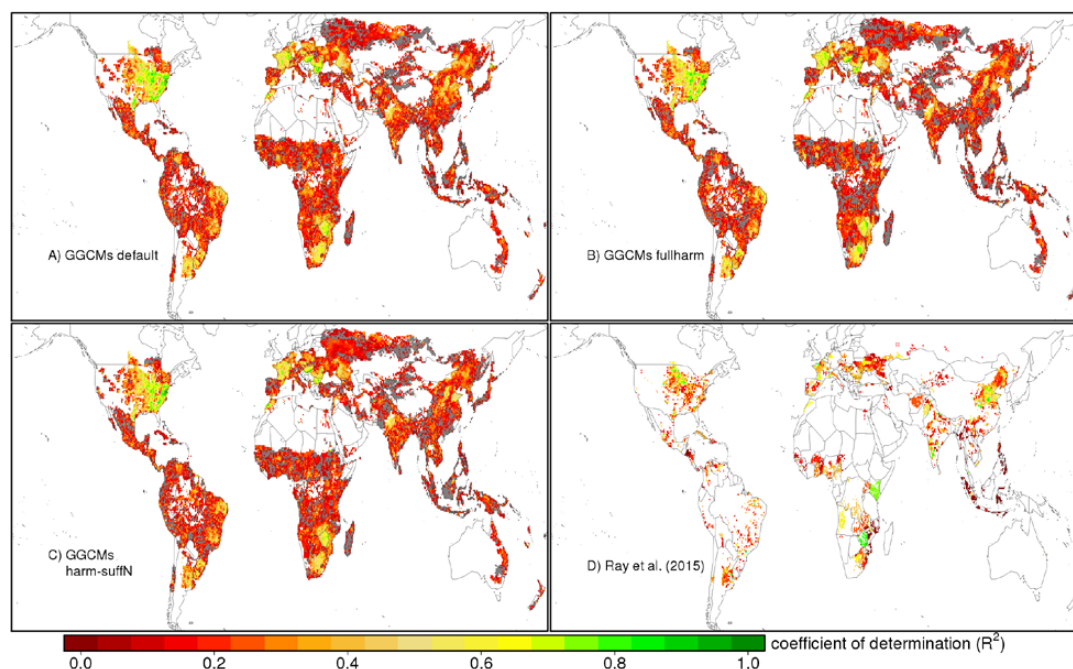 A) GGCMs default
B) GGCMs fullharm
C) GGCMs
harm-suffN
D) Ray et al. (2015)
coefficient of determination (R²)
0.0 0.2 0.4 0.6 0.8 1.0